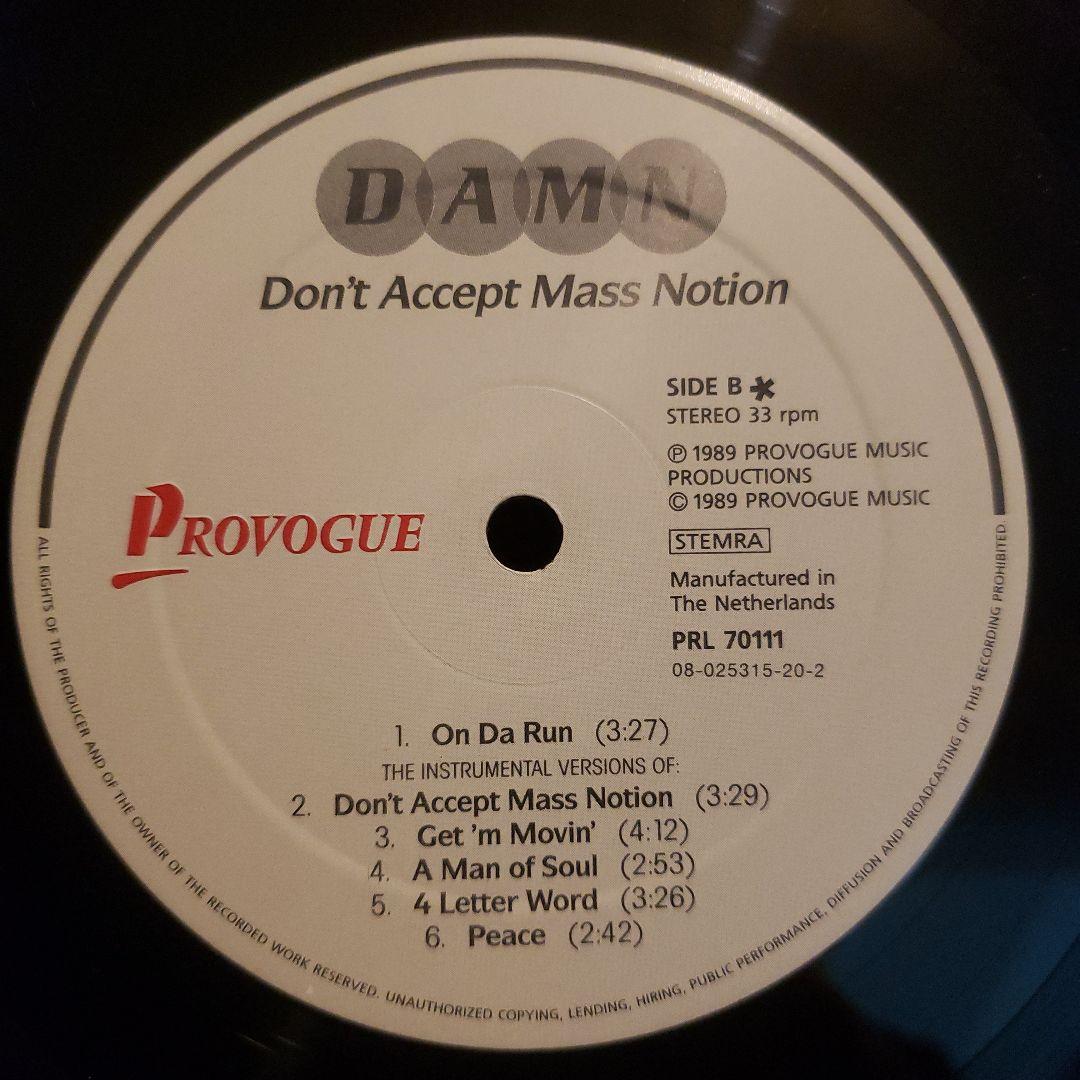 DAMN
Don't Accept Mass Notion
SIDE B *
STEREO 33 rpm
℗ 1989 PROVOGUE MUSIC
PRODUCTIONS
© 1989 PROVOGUE MUSIC
PROVOGUE
STEMRA
Manufactured in
The Netherlands
PRL 70111
08-025315-20-2
1. On Da Run (3:27)
THE INSTRUMENTAL VERSIONS OF:
2. Don't Accept Mass Notion (3:29)
3. Get 'm Movin' (4:12)
4. A Man of Soul (2:53)
5. 4 Letter Word (3:26)
6. Peace (2:42)
ALL RIGHTS OF THE PRODUCER AND OF THE OWNER OF THE RECORDED WORK RESERVED. UNAUTHORIZED COPYING, LENDING, HIRING, PUBLIC PERFORMANCE, DIFFUSION AND BROADCASTING OF THIS RECORDING PROHIBITED.